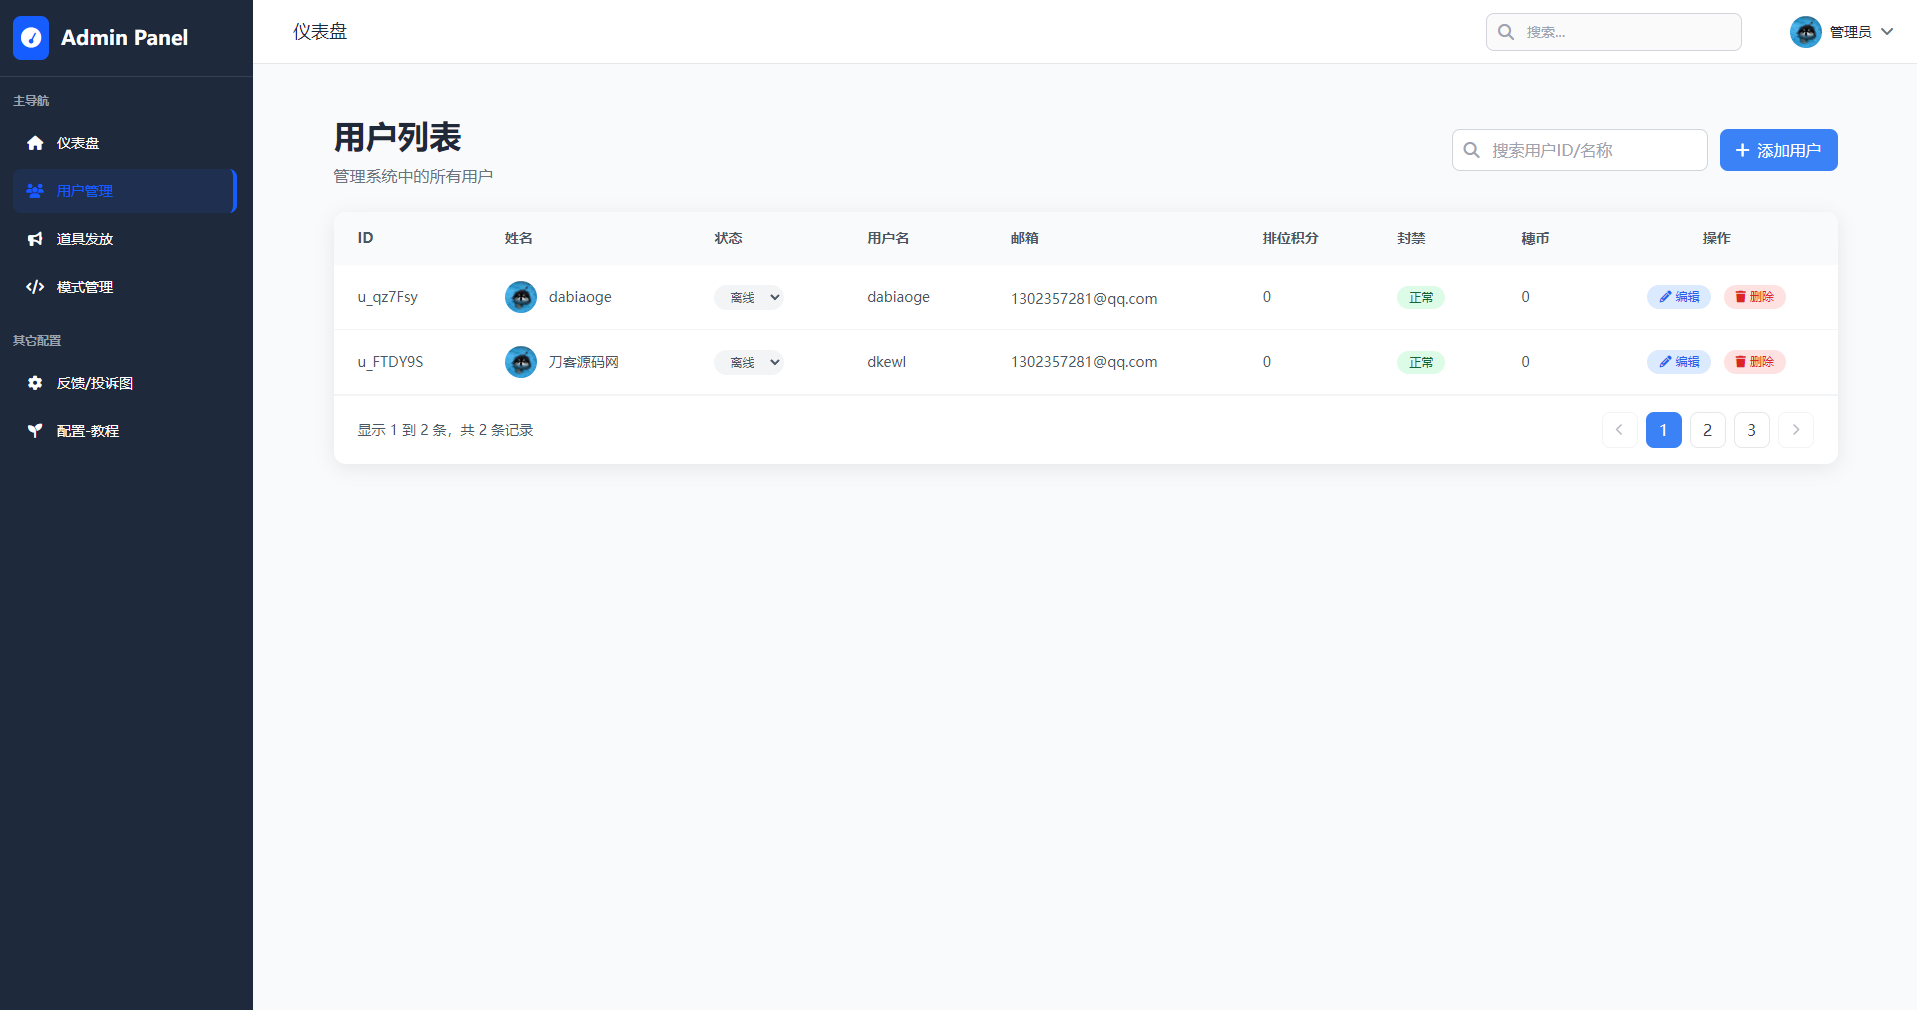 Admin Panel
主导航
仪表盘
用户管理
道具发放
模式管理
其它配置
反馈/投诉图
配置-教程
仪表盘
搜索...
管理员
用户列表
管理系统中的所有用户
搜索用户ID/名称
添加用户
ID 姓名 状态 用户名 邮箱 排位积分 封禁 穗币 操作
u_qz7Fsy dabiaoge 离线 dabiaoge 1302357281@qq.com 0 正常 0 编辑 删除
u_FTDY9S 刀客源码网 离线 dkewl 1302357281@qq.com 0 正常 0 编辑 删除
显示 1 到 2 条，共 2 条记录
1 2 3